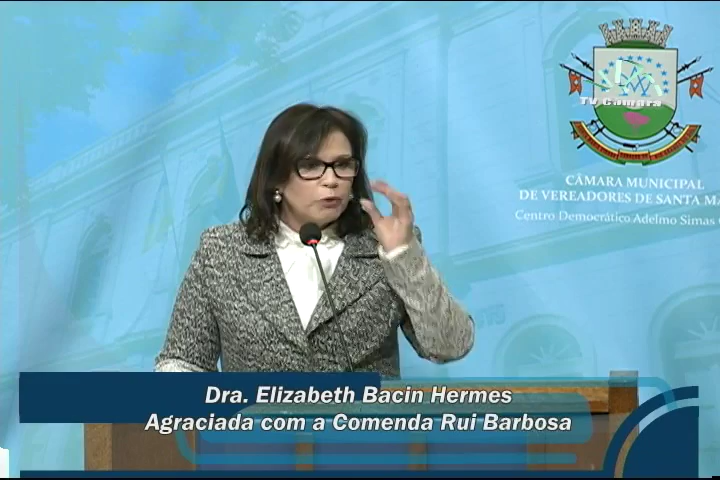 TV Câmara
CÂMARA MUNICIPAL
DE VEREADORES DE SANTA MA
Centro Democrático Adelmo Simas
Dra. Elizabeth Bacin Hermes
Agraciada com a Comenda Rui Barbosa